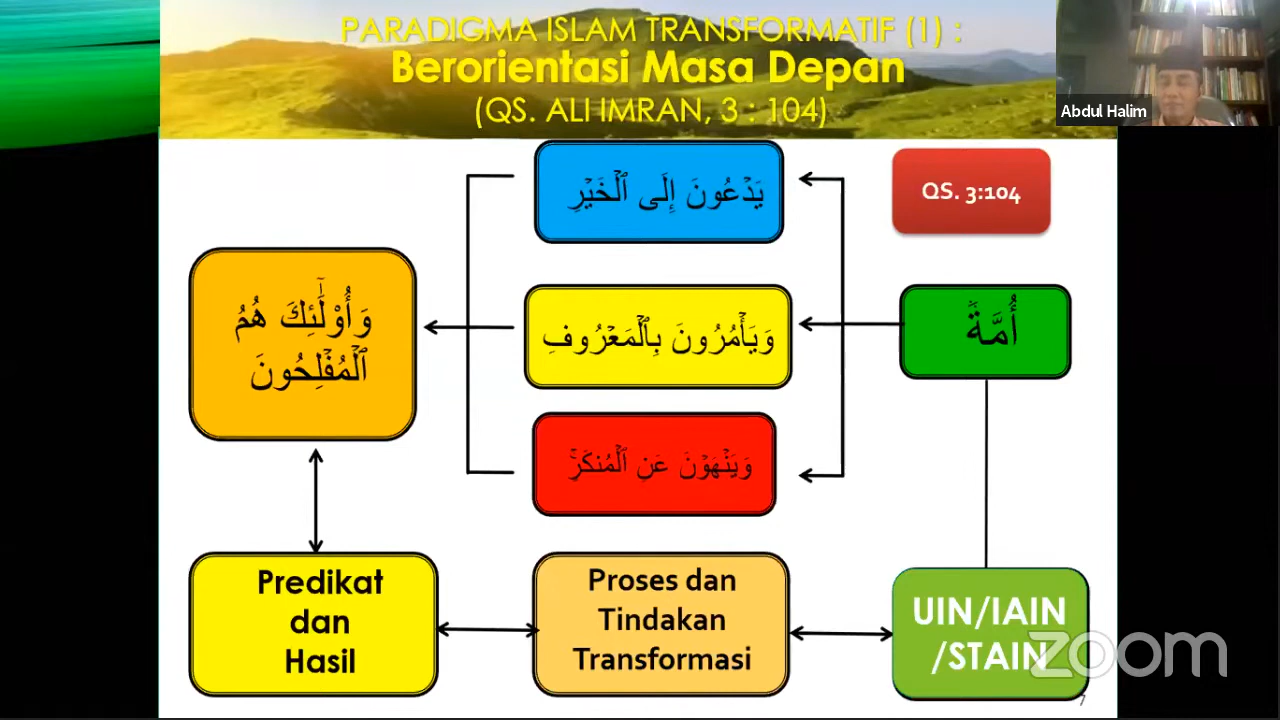 PARADIGMA ISLAM TRANSFORMATIF (1) :
Berorientasi Masa Depan
(QS. ALI IMRAN, 3 : 104)
Abdul Halim
QS. 3:104
يَدۡعُونَ إِلَى ٱلۡخَيۡرِ
أُمَّةٞ
وَيَأۡمُرُونَ بِٱلۡمَعۡرُوفِ
وَأُوْلَٰٓئِكَ هُمُ
ٱلۡمُفۡلِحُونَ
وَيَنۡهَوۡنَ عَنِ ٱلۡمُنكَرِۚ
Predikat
dan
Hasil
Proses dan
Tindakan
Transformasi
UIN/IAIN
/STAIN
zoom
7